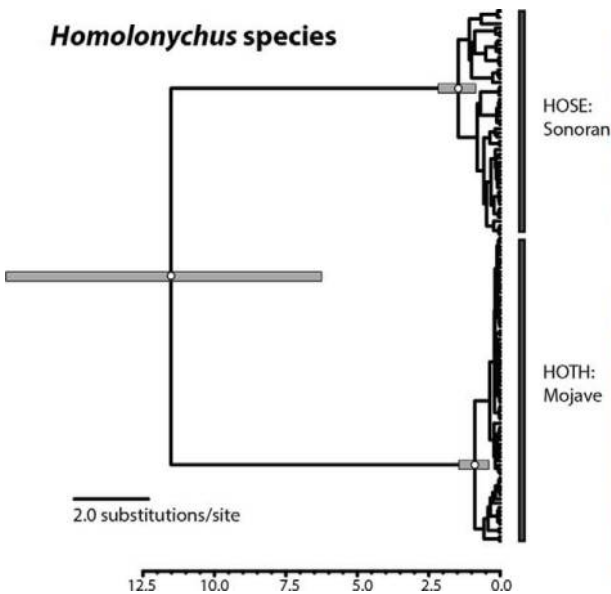 Homolonychus species
HOSE:
Sonoran
HOTH:
Mojave
2.0 substitutions/site
12.5 10.0 7.5 5.0 2.5 0.0